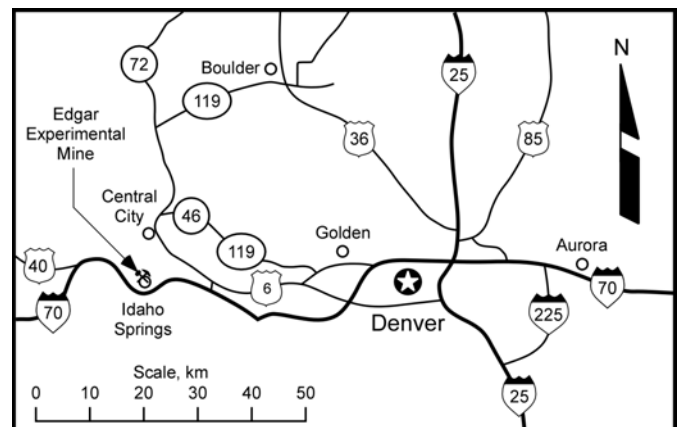 72
Boulder
119
25
N
36
85
Edgar
Experimental
Mine
Central
City
46
119
Golden
Aurora
40
6
70
70
Idaho
Springs
Denver
225
25
Scale, km
0 10 20 30 40 50